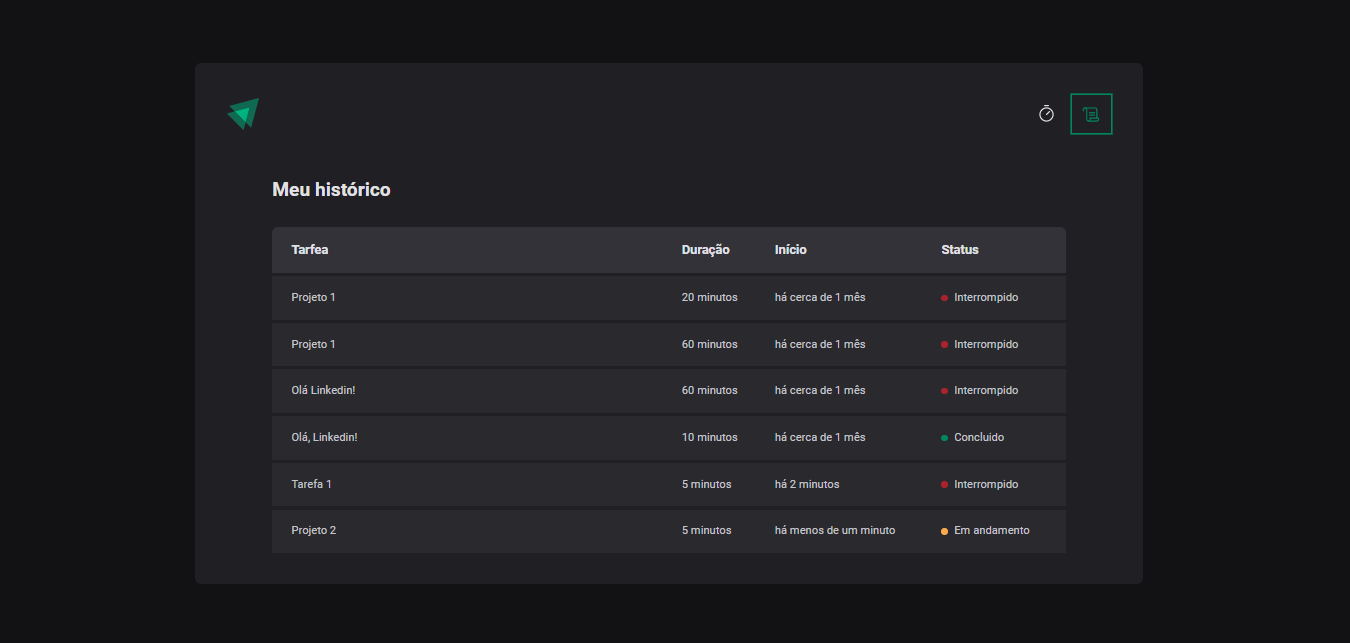 Meu histórico
Tarfea Duração Início Status
Projeto 1 20 minutos há cerca de 1 mês Interrompido
Projeto 1 60 minutos há cerca de 1 mês Interrompido
Olá Linkedin! 60 minutos há cerca de 1 mês Interrompido
Olá, Linkedin! 10 minutos há cerca de 1 mês Concluido
Tarefa 1 5 minutos há 2 minutos Interrompido
Projeto 2 5 minutos há menos de um minuto Em andamento